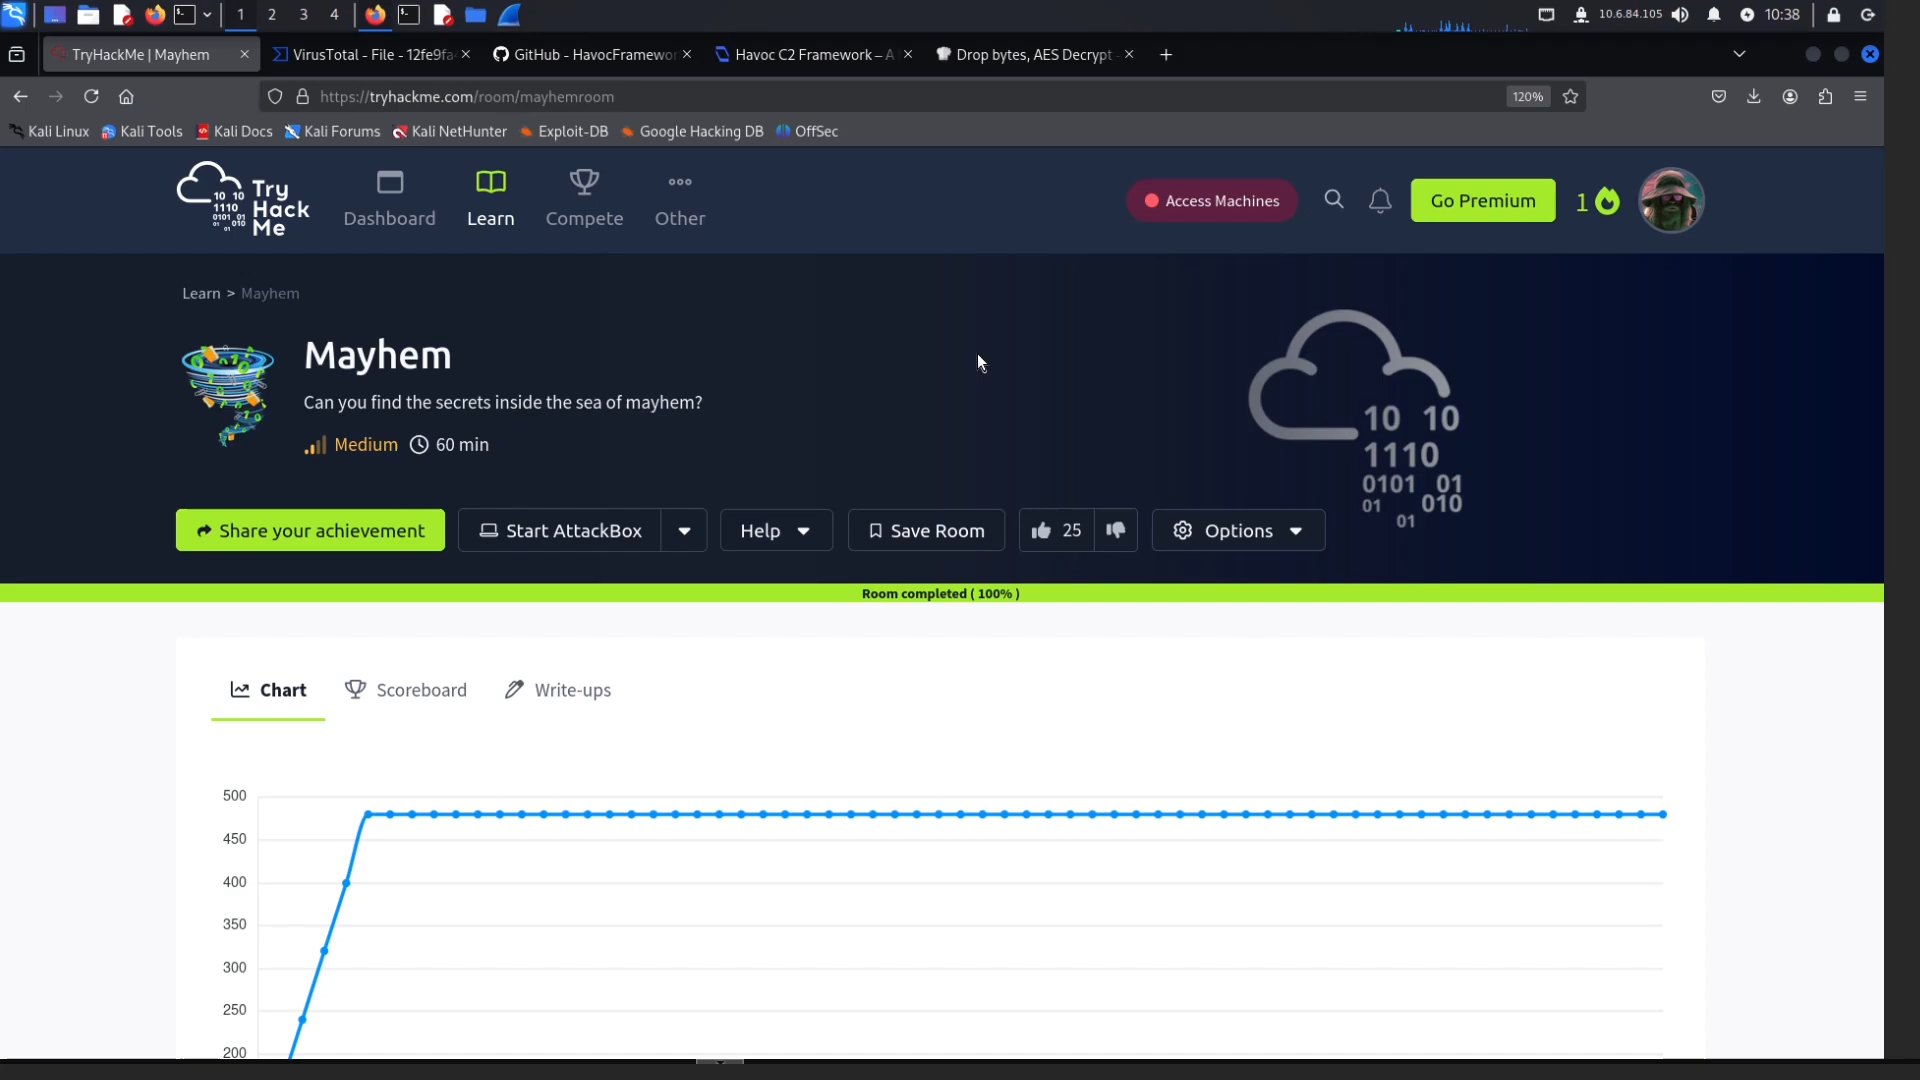 1 2 3 4 10.6.84.105 10:38
TryHackMe | Mayhem VirusTotal - File - 12fe9fa GitHub - HavocFramewor Havoc C2 Framework – A Drop bytes, AES Decrypt -
https://tryhackme.com/room/mayhemroom 120%
Kali Linux Kali Tools Kali Docs Kali Forums Kali NetHunter Exploit-DB Google Hacking DB OffSec
Try Hack Me
Dashboard Learn Compete Other Access Machines Go Premium 1
Learn > Mayhem
Mayhem
Can you find the secrets inside the sea of mayhem?
Medium 60 min
10 10
1110
0101 01
01 010
01
Share your achievement Start AttackBox Help Save Room 25 Options
Room completed ( 100% )
Chart Scoreboard Write-ups
500
450
400
350
300
250
200